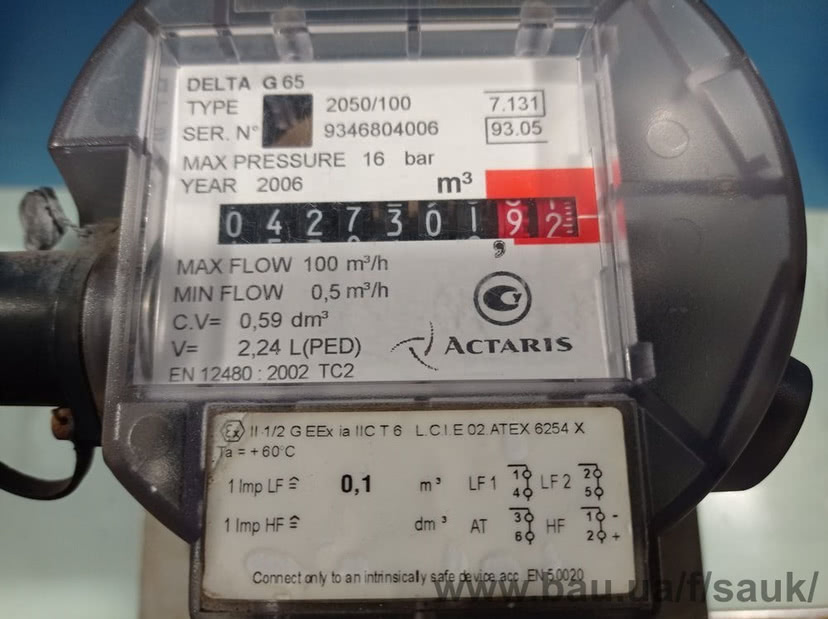 DELTA G 65
TYPE 2050/100 7.131
SER. N° 9346804006 93.05
MAX PRESSURE 16 bar
YEAR 2006 m³
0427301,92
MAX FLOW 100 m³/h
MIN FLOW 0,5 m³/h
C.V= 0,59 dm³
V= 2,24 L(PED) ACTARIS
EN 12480 : 2002 TC2
Ex II 1/2 G EEx ia IIC T 6 L.C.I.E 02 ATEX 6254 X
Ta = + 60°C
1 Imp LF ≙ 0,1 m³ LF 1 1 4 LF 2 2 5
1 Imp HF ≙ dm³ AT 3 6 HF 1 - 2 +
Connect only to an intrinsically safe device acc. EN 50020
www.bau.ua/f/sauk/